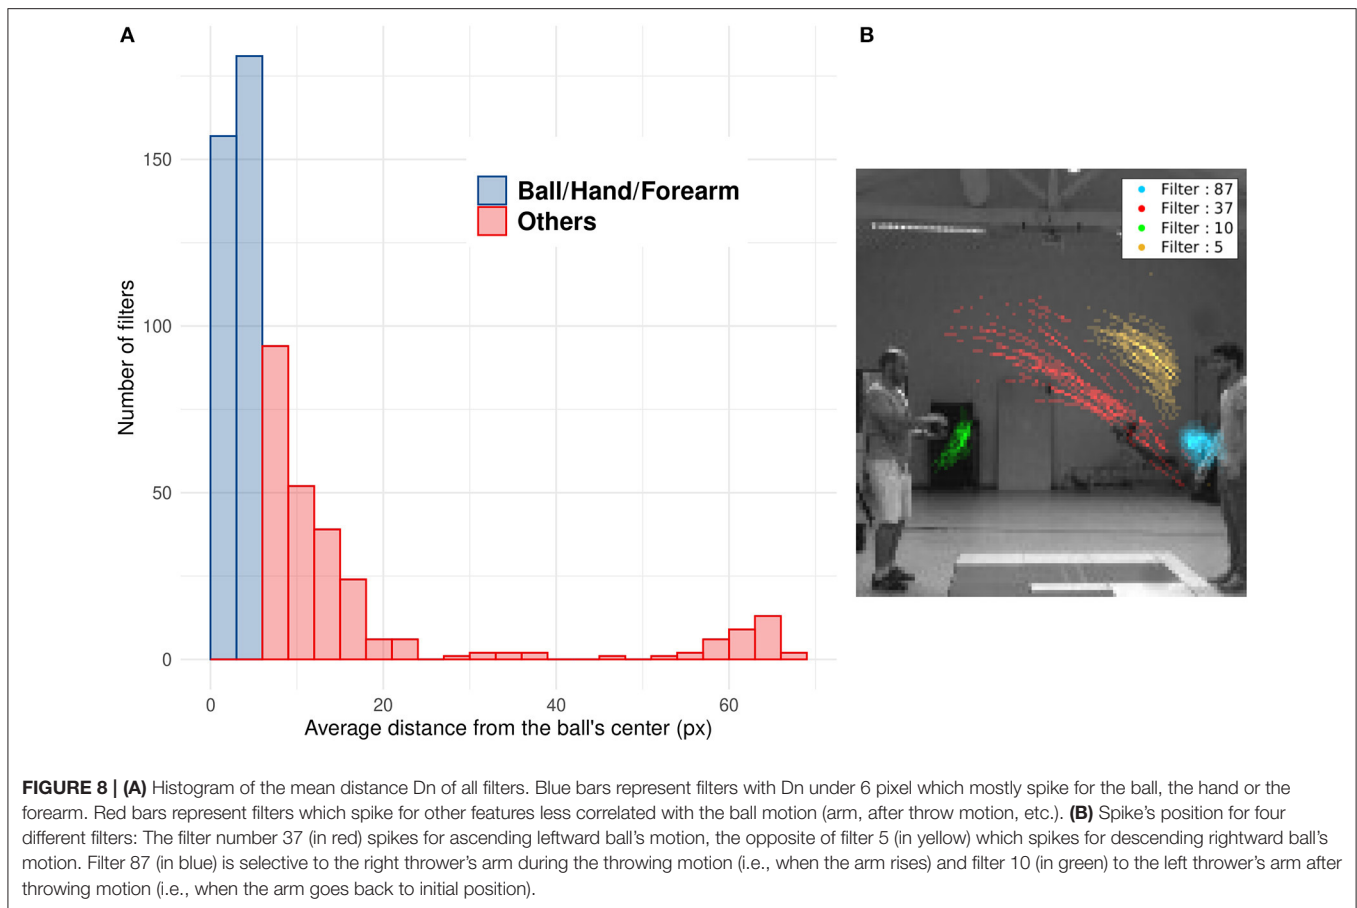 A
B
150
100
50
0
Number of filters
Ball/Hand/Forearm
Others
0 20 40 60
Average distance from the ball's center (px)
Filter : 87
Filter : 37
Filter : 10
Filter : 5
FIGURE 8 | (A) Histogram of the mean distance Dn of all filters. Blue bars represent filters with Dn under 6 pixel which mostly spike for the ball, the hand or the
forearm. Red bars represent filters which spike for other features less correlated with the ball motion (arm, after throw motion, etc.). (B) Spike's position for four
different filters: The filter number 37 (in red) spikes for ascending leftward ball's motion, the opposite of filter 5 (in yellow) which spikes for descending rightward ball's
motion. Filter 87 (in blue) is selective to the right thrower's arm during the throwing motion (i.e., when the arm rises) and filter 10 (in green) to the left thrower's arm after
throwing motion (i.e., when the arm goes back to initial position).